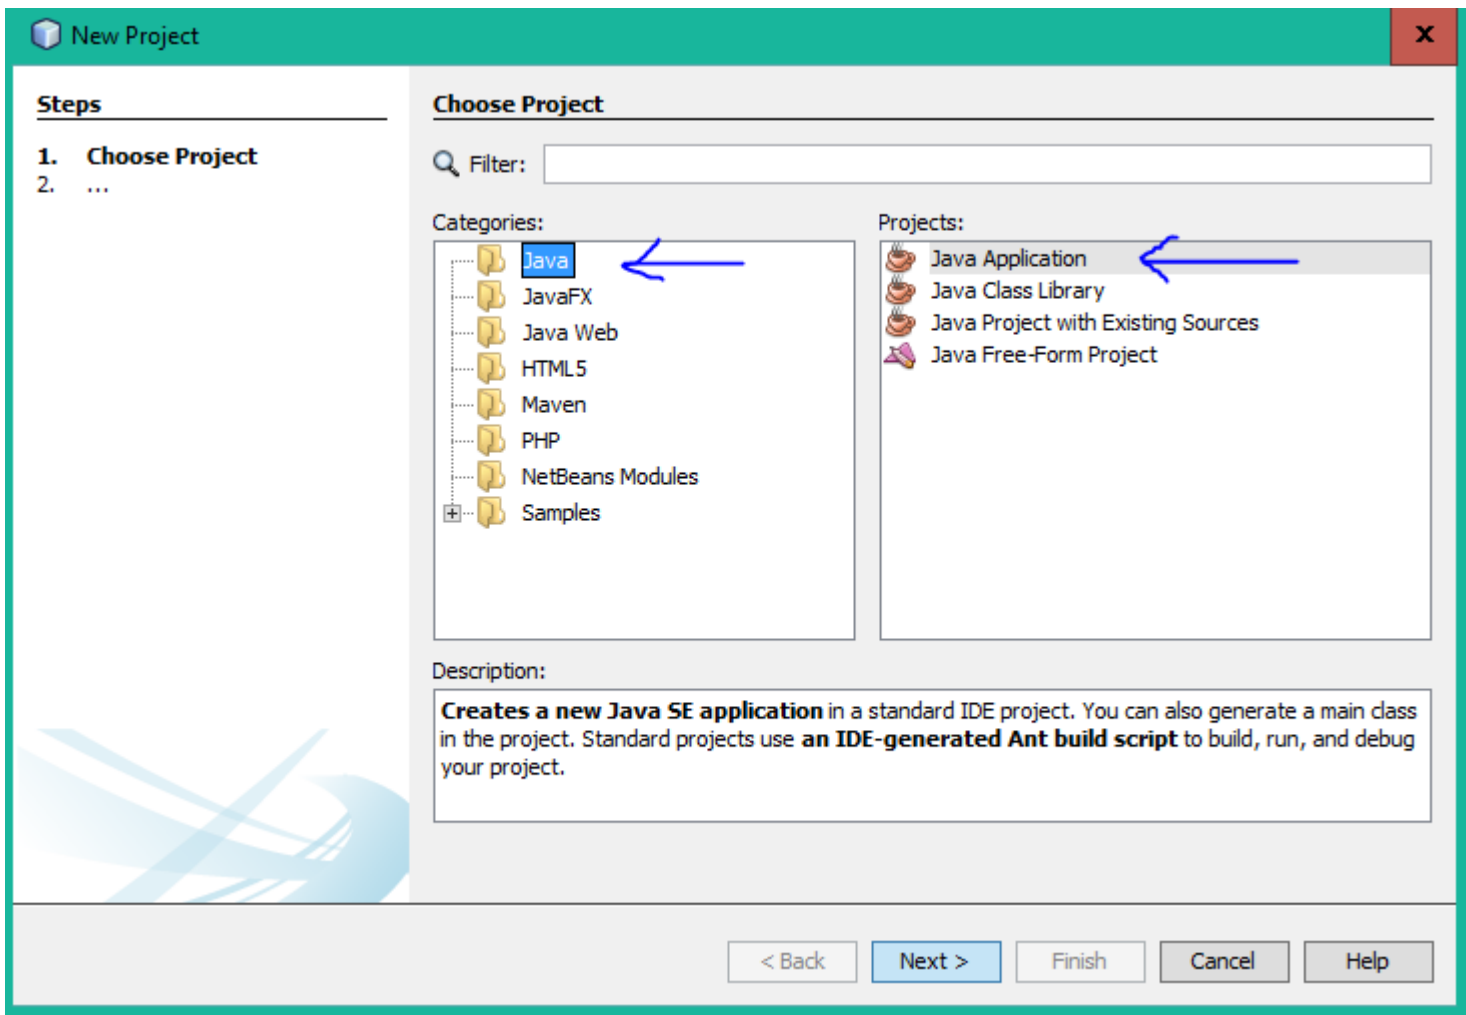 New Project
x
Steps
1. Choose Project
2. ...
Choose Project
Filter:
Categories:
Java
JavaFX
Java Web
HTML5
Maven
PHP
NetBeans Modules
Samples
Projects:
Java Application
Java Class Library
Java Project with Existing Sources
Java Free-Form Project
Description:
Creates a new Java SE application in a standard IDE project. You can also generate a main class
in the project. Standard projects use an IDE-generated Ant build script to build, run, and debug
your project.
< Back
Next >
Finish
Cancel
Help